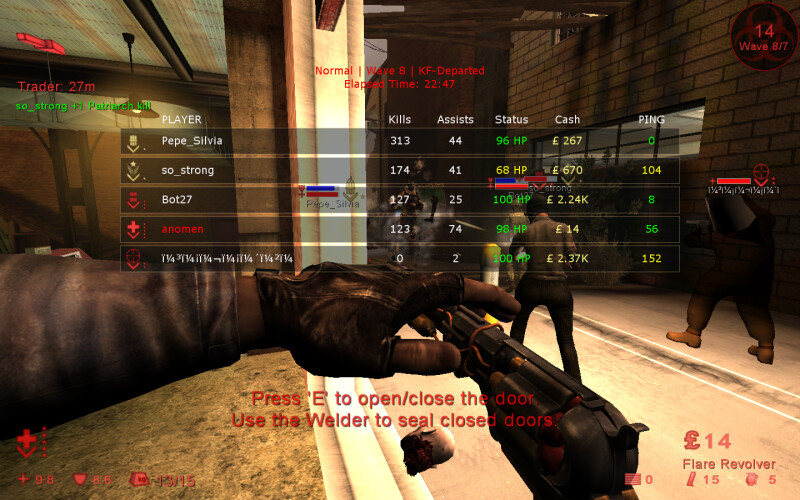 14
Wave 8/7
Trader: 27m
so_strong +1 Patriarch kill
Normal | Wave 8 | KF-Departed
Elapsed Time: 22:47
PLAYER Kills Assists Status Cash PING
Pepe_Silvia 313 44 96 HP £ 267 0
so_strong 174 41 68 HP £ 670 104
Bot27 127 25 100 HP £ 2.24K 8
anomen 123 74 98 HP £ 14 56
0 2 100 HP £ 2.37K 152
Pepe_Silvia
so_strong
Press 'E' to open/close the door
Use the Welder to seal closed doors
£14
Flare Revolver
98 86 13/15 0 15 5